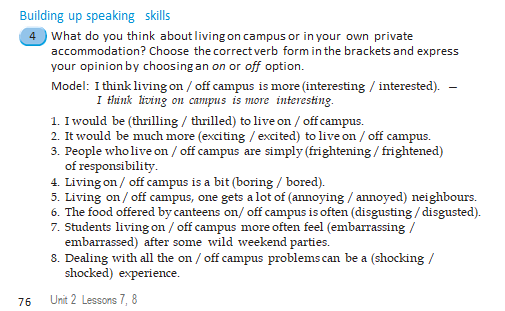 Building up speaking skills
4 What do you think about living on campus or in your own private
accommodation? Choose the correct verb form in the brackets and express
your opinion by choosing an on or off option.
Model: I think living on / off campus is more (interesting / interested). –
I think living on campus is more interesting.
1. I would be (thrilling / thrilled) to live on / off campus.
2. It would be much more (exciting / excited) to live on / off campus.
3. People who live on / off campus are simply (frightening / frightened)
of responsibility.
4. Living on / off campus is a bit (boring / bored).
5. Living on / off campus, one gets a lot of (annoying / annoyed) neighbours.
6. The food offered by canteens on/ off campus is often (disgusting / disgusted).
7. Students living on / off campus more often feel (embarrassing /
embarrassed) after some wild weekend parties.
8. Dealing with all the on / off campus problems can be a (shocking /
shocked) experience.
76 Unit 2 Lessons 7, 8